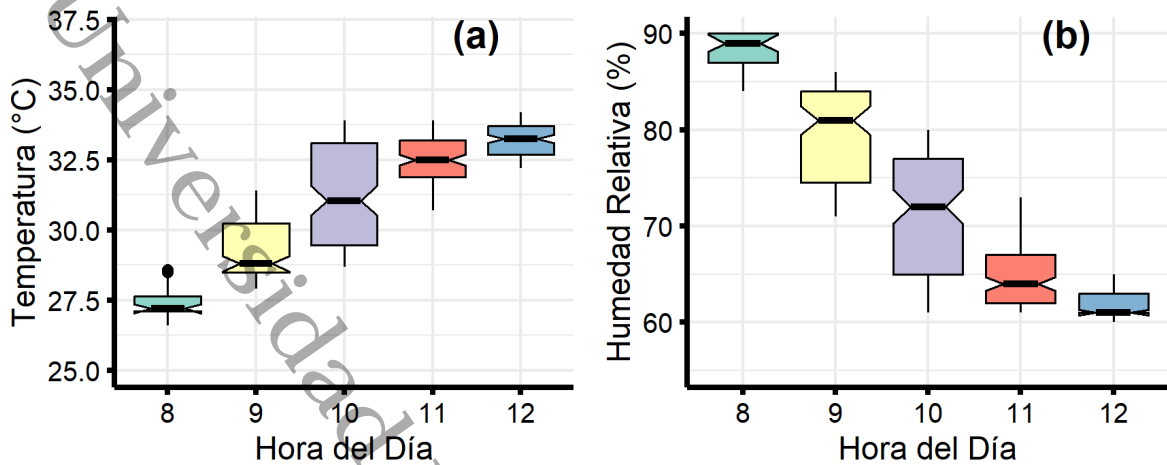 37.5
35.0
32.5
30.0
27.5
25.0
Temperatura (°C)
(a)
8 9 10 11 12
Hora del Día
90
80
70
60
Humedad Relativa (%)
(b)
8 9 10 11 12
Hora del Día
Universidad